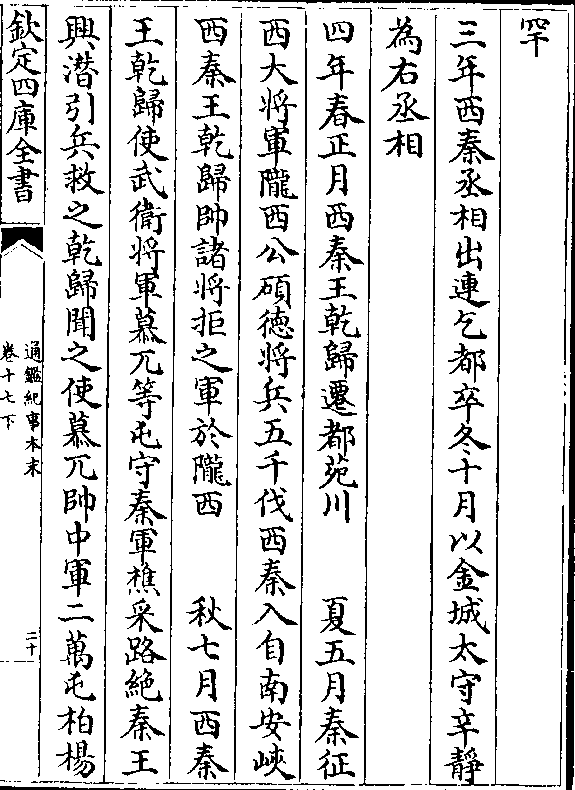 罕
三年西秦丞相出連乞都卒冬十月以金城太守辛靜
為右丞相
四年春正月西秦王乾歸遷都苑川　夏五月秦征
西大將軍隴西公碩德將兵五千伐西秦入自南安峽
西秦王乾歸帥諸將拒之軍於隴西　秋七月西秦
王乾歸使武衛將軍慕兀等屯守秦軍樵采路絶秦王
興潛引兵救之乾歸聞之使慕兀帥中軍二萬屯柏楊
欽定四庫全書
通鑑紀事本末
卷十七下
二十